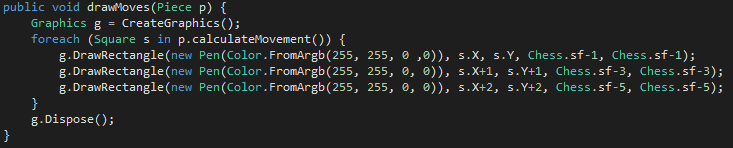 public void drawMoves(Piece p) {
    Graphics g = CreateGraphics();
    foreach (Square s in p.calculateMovement()) {
        g.DrawRectangle(new Pen(Color.FromArgb(255, 255, 0 ,0)), s.X, s.Y, Chess.sf-1, Chess.sf-1);
        g.DrawRectangle(new Pen(Color.FromArgb(255, 255, 0, 0)), s.X+1, s.Y+1, Chess.sf-3, Chess.sf-3);
        g.DrawRectangle(new Pen(Color.FromArgb(255, 255, 0, 0)), s.X+2, s.Y+2, Chess.sf-5, Chess.sf-5);
    }
    g.Dispose();
}